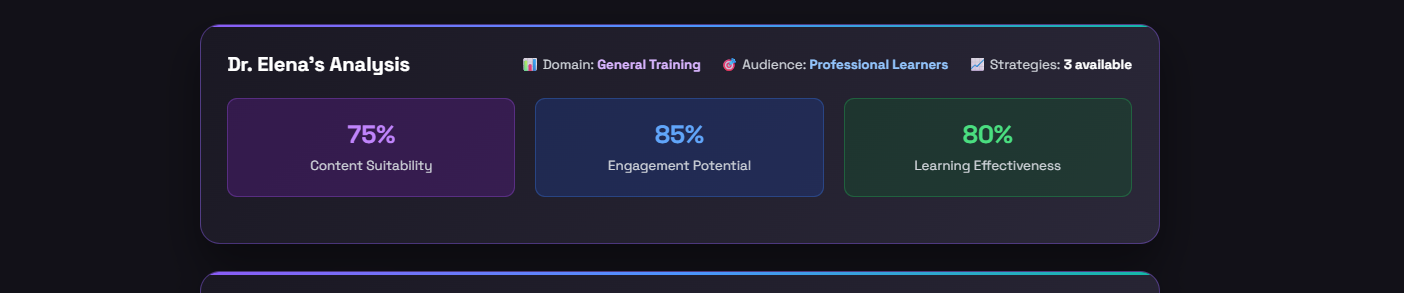 Dr. Elena's Analysis
Domain: General Training
Audience: Professional Learners
Strategies: 3 available
75%
Content Suitability
85%
Engagement Potential
80%
Learning Effectiveness